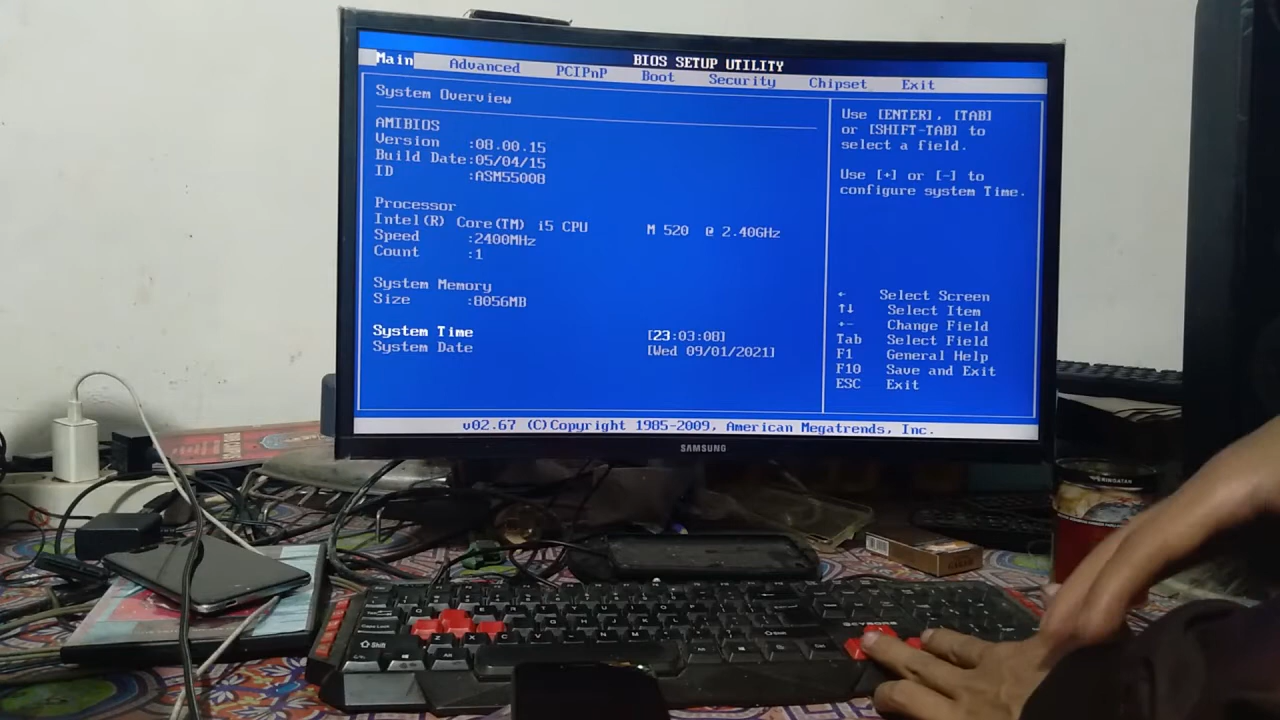 BIOS SETUP UTILITY
Main Advanced PCIPnP Boot Security Chipset Exit
System Overview
AMIBIOS
Version :08.00.15
Build Date:05/04/15
ID :ASM55008
Processor
Intel(R) Core(TM) i5 CPU M 520 @ 2.40GHz
Speed :2400MHz
Count :1
System Memory
Size :8056MB
System Time [23:03:08]
System Date [Wed 09/01/2021]
Use [ENTER], [TAB]
or [SHIFT-TAB] to
select a field.
Use [+] or [-] to
configure system Time.
← Select Screen
↑↓ Select Item
+- Change Field
Tab Select Field
F1 General Help
F10 Save and Exit
ESC Exit
v02.67 (C)Copyright 1985-2009, American Megatrends, Inc.
SAMSUNG
Caps Lock
Shift
Alt